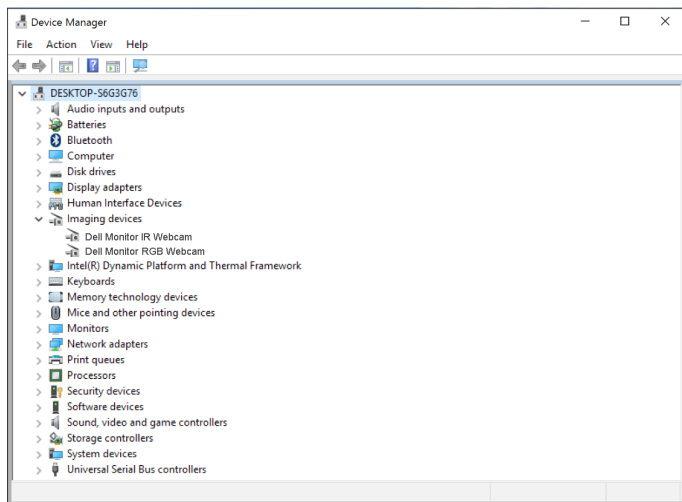 Device Manager
File Action View Help
DESKTOP-S6G3G76
Audio inputs and outputs
Batteries
Bluetooth
Computer
Disk drives
Display adapters
Human Interface Devices
Imaging devices
Dell Monitor IR Webcam
Dell Monitor RGB Webcam
Intel(R) Dynamic Platform and Thermal Framework
Keyboards
Memory technology devices
Mice and other pointing devices
Monitors
Network adapters
Print queues
Processors
Security devices
Software devices
Sound, video and game controllers
Storage controllers
System devices
Universal Serial Bus controllers